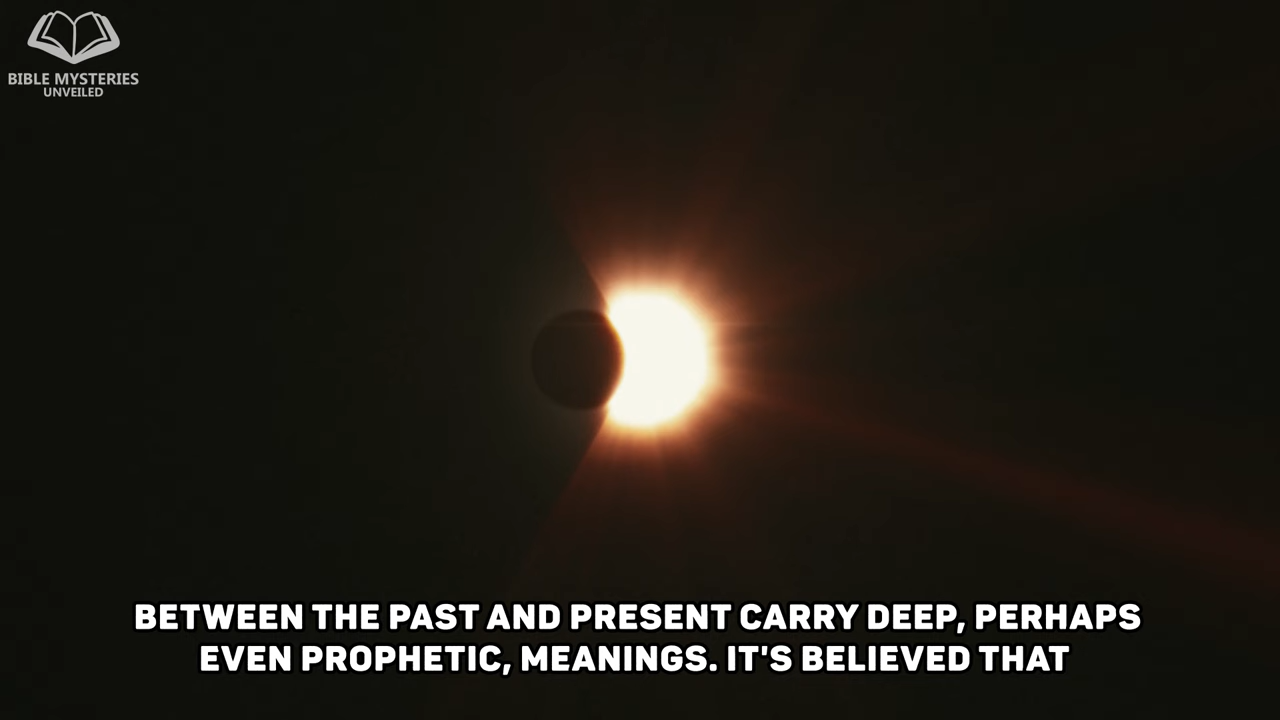 BIBLE MYSTERIES
UNVEILED
BETWEEN THE PAST AND PRESENT CARRY DEEP, PERHAPS
EVEN PROPHETIC, MEANINGS. IT'S BELIEVED THAT